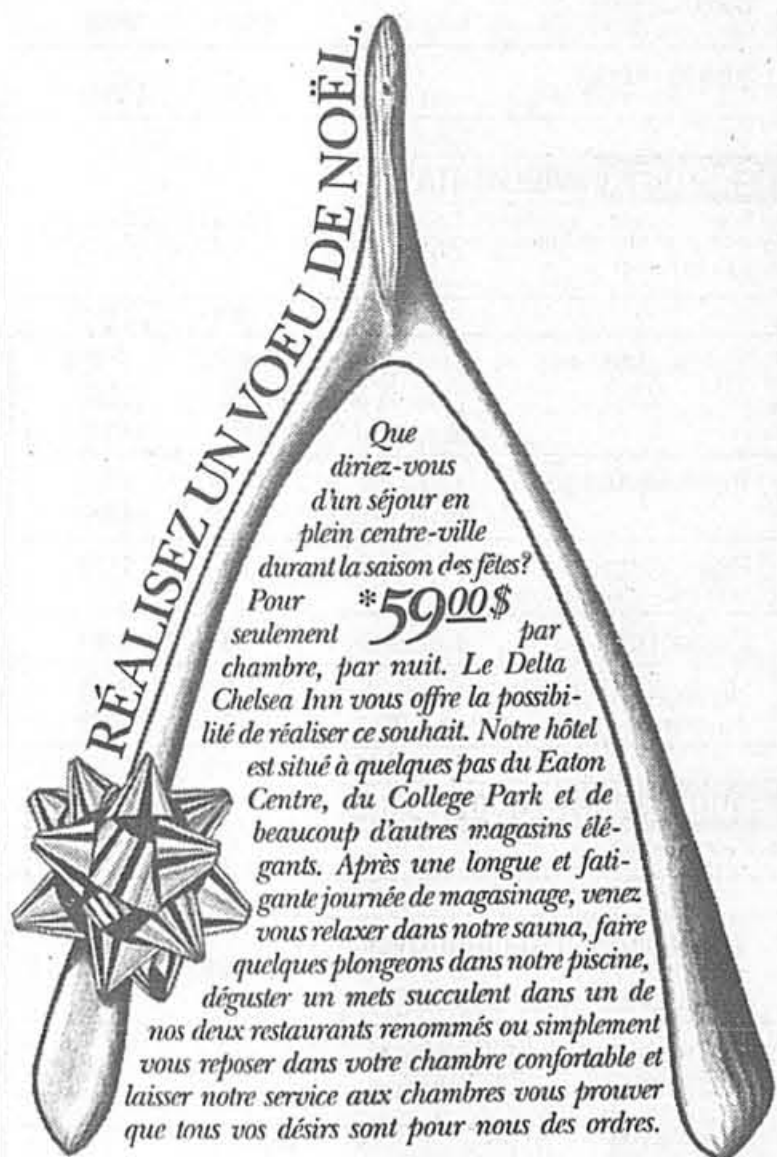 RÉALISEZ UN VOEU DE NOËL.
Que
diriez-vous
d'un séjour en
plein centre-ville
durant la saison des fêtes?
Pour *59.00$
seulement par
chambre, par nuit. Le Delta
Chelsea Inn vous offre la possibi-
lité de réaliser ce souhait. Notre hôtel
est situé à quelques pas du Eaton
Centre, du College Park et de
beaucoup d'autres magasins élé-
gants. Après une longue et fati-
gante journée de magasinage, venez
vous relaxer dans notre sauna, faire
quelques plongeons dans notre piscine,
déguster un mets succulent dans un de
nos deux restaurants renommés ou simplement
vous reposer dans votre chambre confortable et
laisser notre service aux chambres vous prouver
que tous vos désirs sont pour nous des ordres.